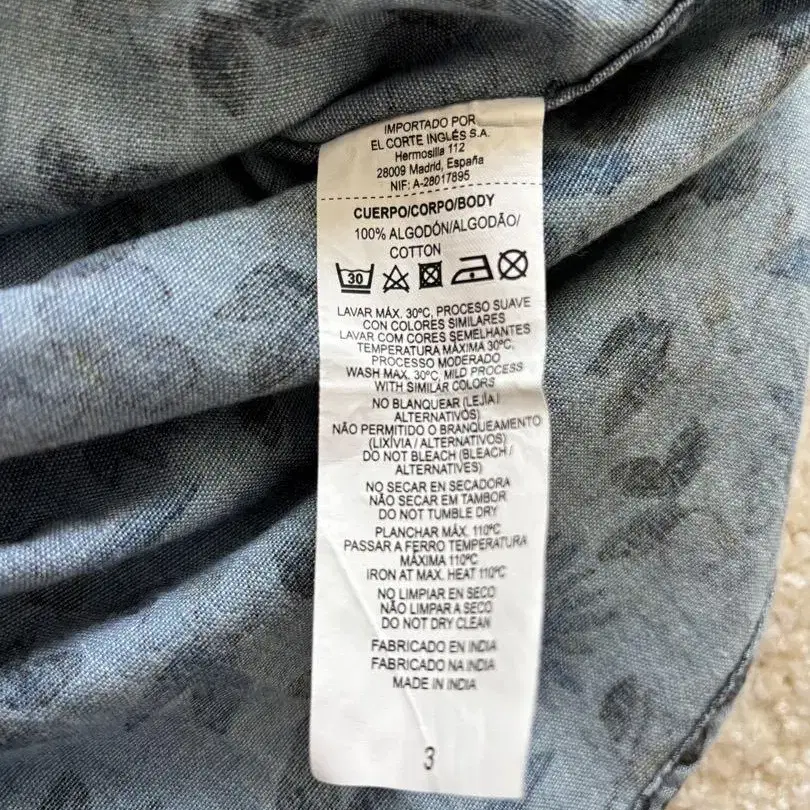 IMPORTADO POR
EL CORTE INGLÉS S.A.
Hermosilla 112
28009 Madrid, España
NIF: A-28017895
CUERPO/CORPO/BODY
100% ALGODÓN/ALGODÃO/
COTTON
30
LAVAR MÁX. 30ºC, PROCESO SUAVE
CON COLORES SIMILARES
LAVAR COM CORES SEMELHANTES
TEMPERATURA MÁXIMA 30ºC,
PROCESSO MODERADO
WASH MAX. 30ºC, MILD PROCESS
WITH SIMILAR COLORS
NO BLANQUEAR (LEJÍA /
ALTERNATIVOS)
NÃO PERMITIDO O BRANQUEAMENTO
(LIXÍVIA / ALTERNATIVOS)
DO NOT BLEACH (BLEACH /
ALTERNATIVES)
NO SECAR EN SECADORA
NÃO SECAR EM TAMBOR
DO NOT TUMBLE DRY
PLANCHAR MÁX. 110ºC
PASSAR A FERRO TEMPERATURA
MÁXIMA 110ºC
IRON AT MAX. HEAT 110ºC
NO LIMPIAR EN SECO
NÃO LIMPAR A SECO
DO NOT DRY CLEAN
FABRICADO EN INDIA
FABRICADO NA INDIA
MADE IN INDIA
3